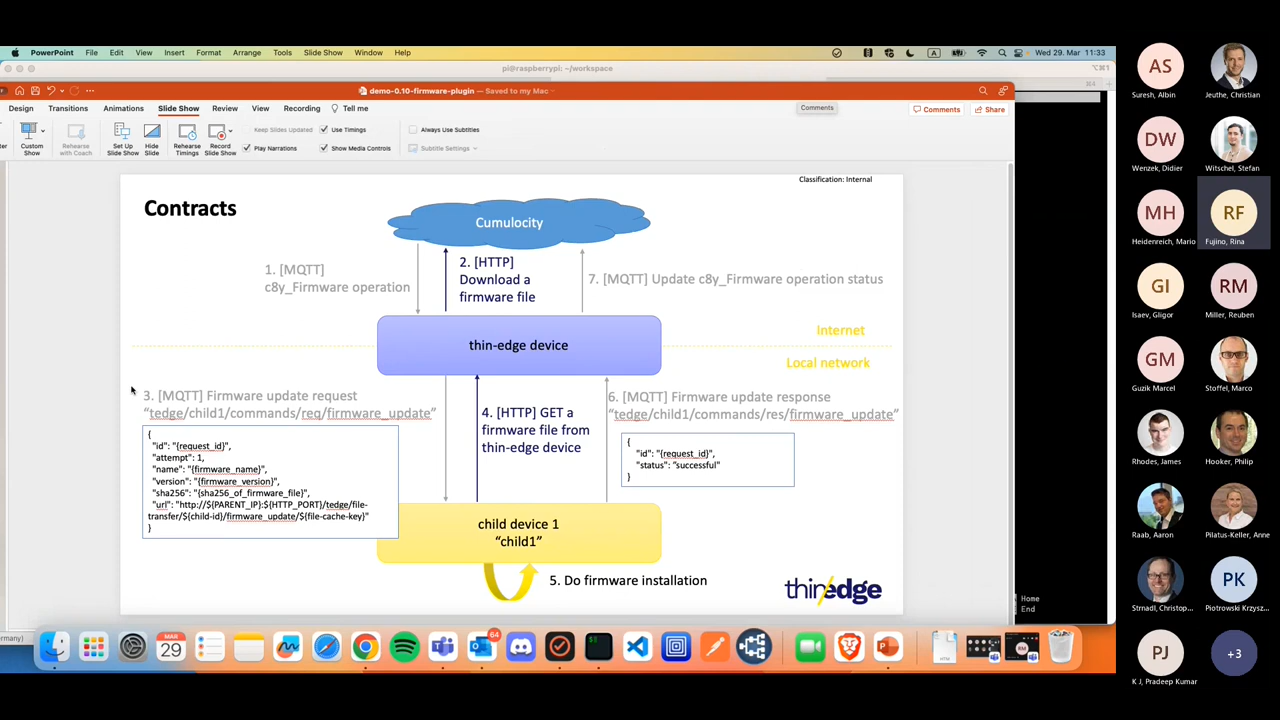 PowerPoint File Edit View Insert Format Arrange Tools Slide Show Window Help
A
Wed 29. Mar 11:33
pi@raspberrypi: ~/workspace
⌥⌘1
demo-0.10-firmware-plugin — Saved to my Mac
Design Transitions Animations Slide Show Review View Recording Tell me
Comments
Comments Share
Custom Show
Rehearse with Coach
Set Up Slide Show
Hide Slide
Rehearse Timings
Record Slide Show
Keep Slides Updated
Use Timings
Play Narrations
Show Media Controls
Always Use Subtitles
Subtitle Settings
Classification: Internal
Contracts
Cumulocity
1. [MQTT]
c8y_Firmware operation
2. [HTTP]
Download a
firmware file
7. [MQTT] Update c8y_Firmware operation status
thin-edge device
Internet
Local network
3. [MQTT] Firmware update request
“tedge/child1/commands/req/firmware_update”
{
"id": "{request_id}",
"attempt": 1,
"name": "{firmware_name}",
"version": "{firmware_version}",
"sha256": "{sha256_of_firmware_file}",
"url": "http://${PARENT_IP}:${HTTP_PORT}/tedge/file-
transfer/${child-id}/firmware_update/${file-cache-key}"
}
4. [HTTP] GET a
firmware file from
thin-edge device
6. [MQTT] Firmware update response
“tedge/child1/commands/res/firmware_update”
{
"id": "{request_id}",
"status": "successful"
}
child device 1
“child1”
5. Do firmware installation
thin/edge
Home
End
ermany)
MAR
29
64
AS
Suresh, Albin
Jeuthe, Christian
DW
Wenzek, Didier
Witschel, Stefan
MH
Heidenreich, Mario
RF
Fujino, Rina
GI
Isaev, Gligor
RM
Miller, Reuben
GM
Guzik Marcel
Stoffel, Marco
Rhodes, James
Hooker, Philip
Raab, Aaron
Pilatus-Keller, Anne
Strnadl, Christop...
PK
Piotrowski Krzysz...
PJ
K J, Pradeep Kumar
+3